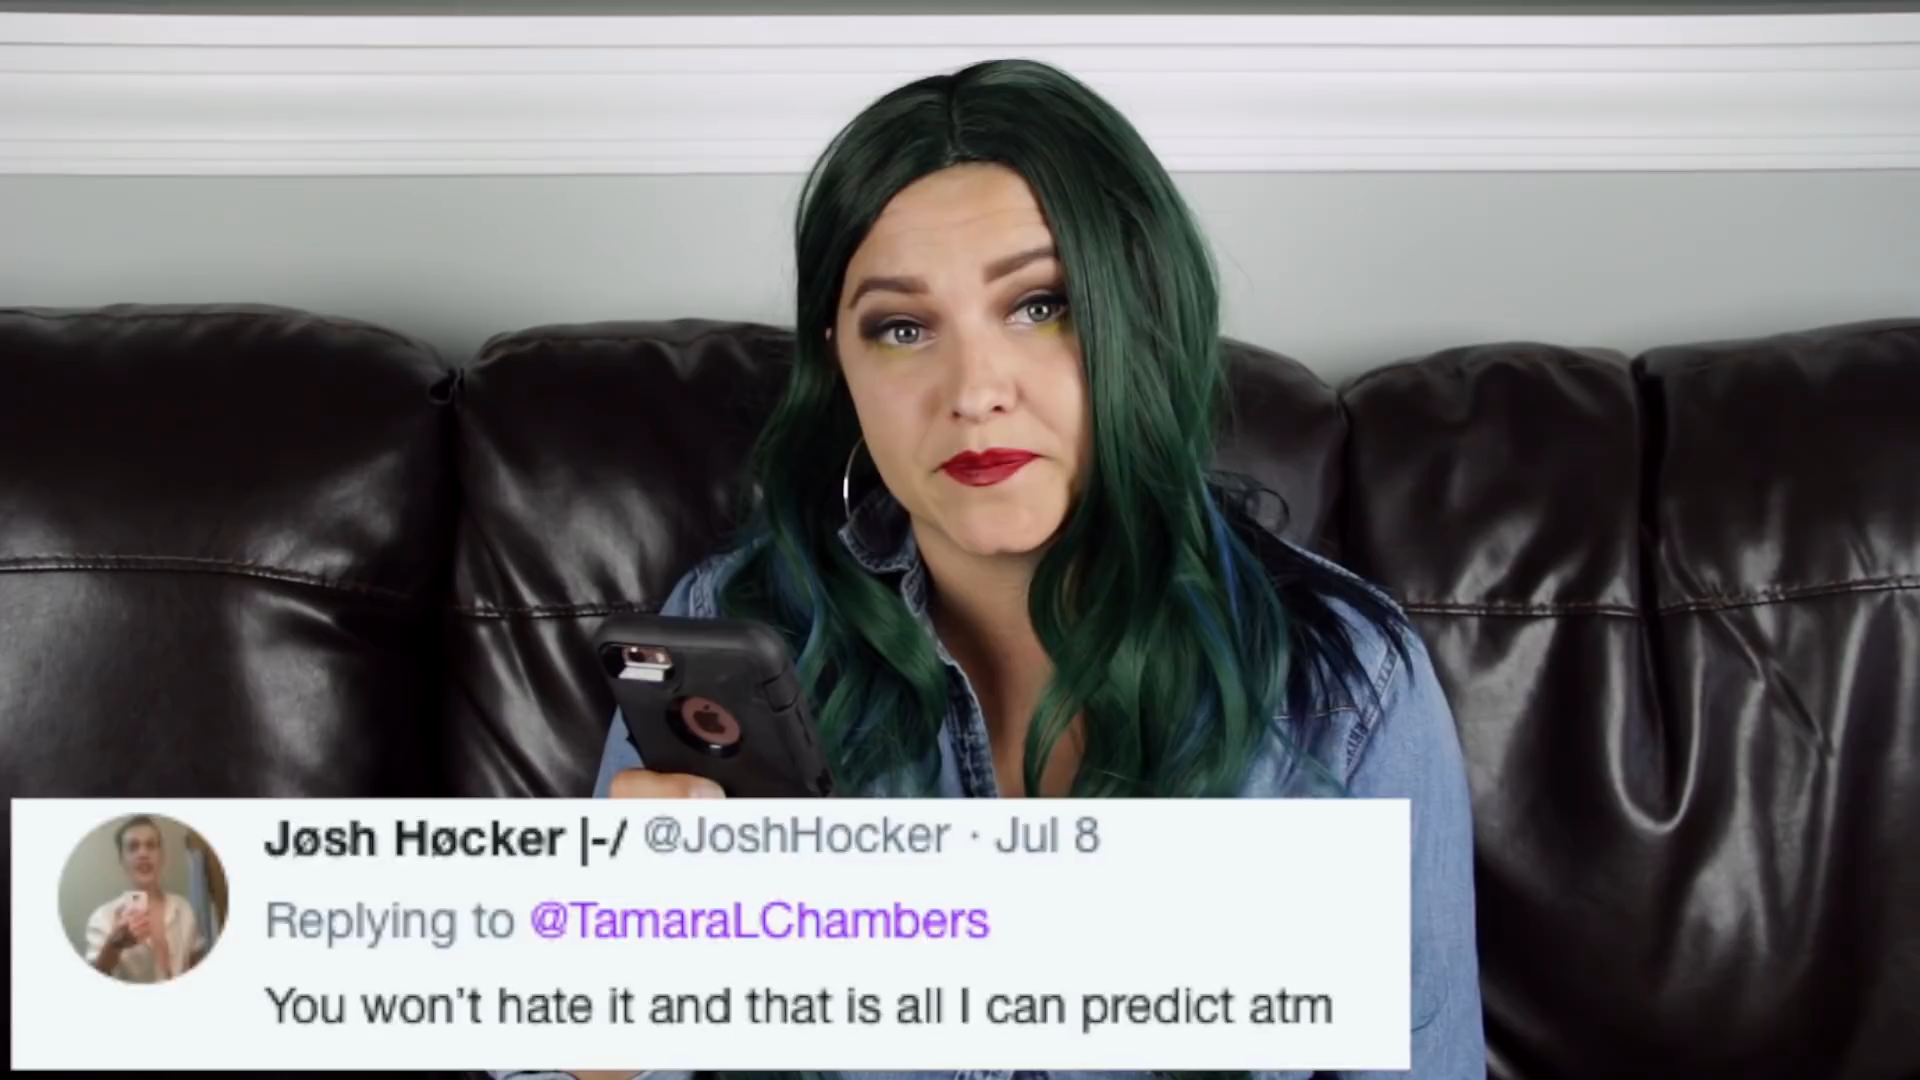 Jøsh Høcker |-/ @JoshHocker · Jul 8
Replying to @TamaraLChambers
You won't hate it and that is all I can predict atm